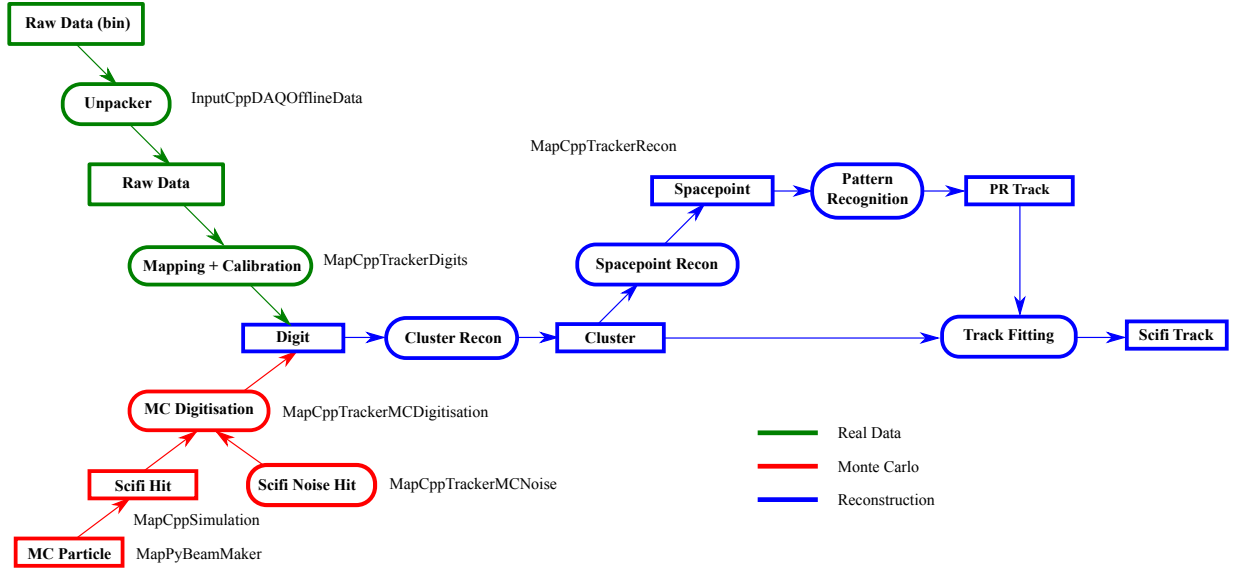 Raw Data (bin)
Unpacker
InputCppDAQOfflineData
Raw Data
MapCppTrackerRecon
Spacepoint
Pattern
Recognition
PR Track
Mapping + Calibration
MapCppTrackerDigits
Spacepoint Recon
Digit
Cluster Recon
Cluster
Track Fitting
Scifi Track
MC Digitisation
MapCppTrackerMCDigitisation
Real Data
Monte Carlo
Reconstruction
Scifi Hit
Scifi Noise Hit
MapCppTrackerMCNoise
MapCppSimulation
MC Particle
MapPyBeamMaker